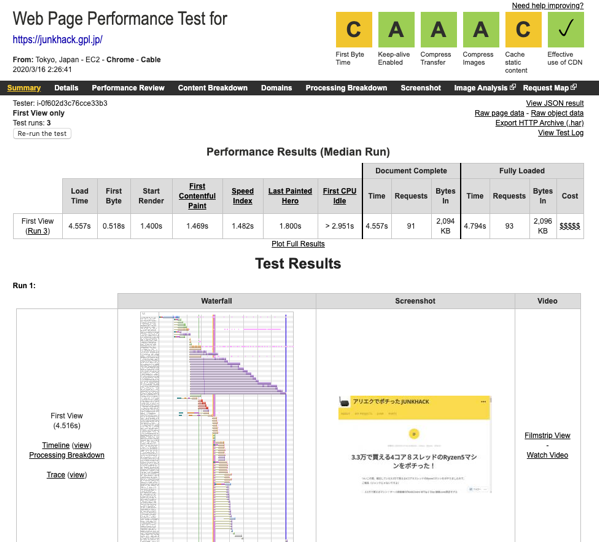 Need help improving?
Web Page Performance Test for
https://junkhack.gpl.jp/
From: Tokyo, Japan - EC2 - Chrome - Cable
2020/3/16 2:26:41
C A A A C ✓
First Byte Time
Keep-alive Enabled
Compress Transfer
Compress Images
Cache static content
Effective use of CDN
Summary Details Performance Review Content Breakdown Domains Processing Breakdown Screenshot Image Analysis Request Map
Tester: i-0f602d3c76cce33b3
First View only
Test runs: 3
Re-run the test
View JSON result
Raw page data - Raw object data
Export HTTP Archive (.har)
View Test Log
Performance Results (Median Run)
Document Complete Fully Loaded
Load Time First Byte Start Render First Contentful Paint Speed Index Last Painted Hero First CPU Idle Time Requests Bytes In Time Requests Bytes In Cost
First View (Run 3) 4.557s 0.518s 1.400s 1.469s 1.482s 1.800s > 2.951s 4.557s 91 2,094 KB 4.794s 93 2,096 KB $$$$$
Plot Full Results
Test Results
Run 1:
Waterfall Screenshot Video
First View
(4.516s)
Timeline (view)
Processing Breakdown
Trace (view)
アリエクでポチった JUNKHACK
3.3万で買える4コア8スレッドのRyzen5マシ
ンをポチった！
Filmstrip View
-
Watch Video